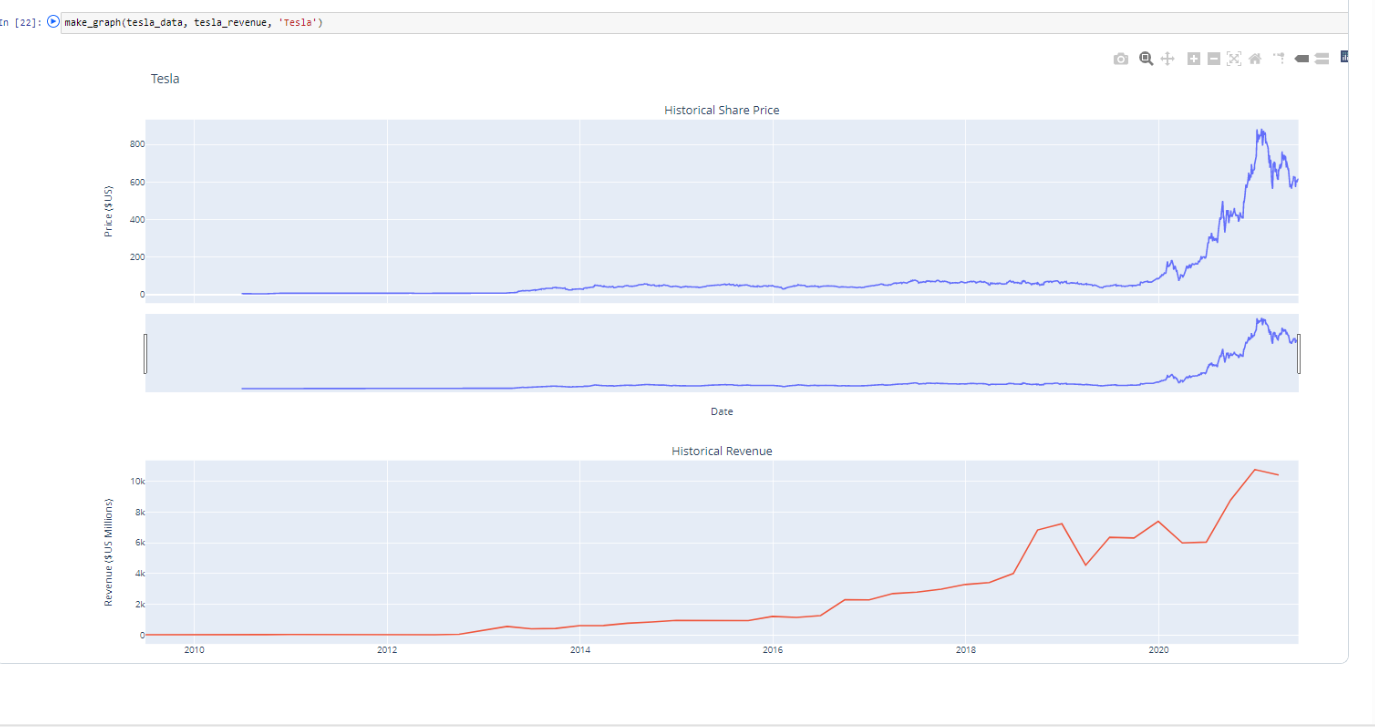 In [22]: make_graph(tesla_data, tesla_revenue, 'Tesla')
Tesla
Historical Share Price
800
600
400
200
0
Price ($US)
Date
Historical Revenue
10k
8k
6k
4k
2k
0
Revenue ($US Millions)
2010 2012 2014 2016 2018 2020